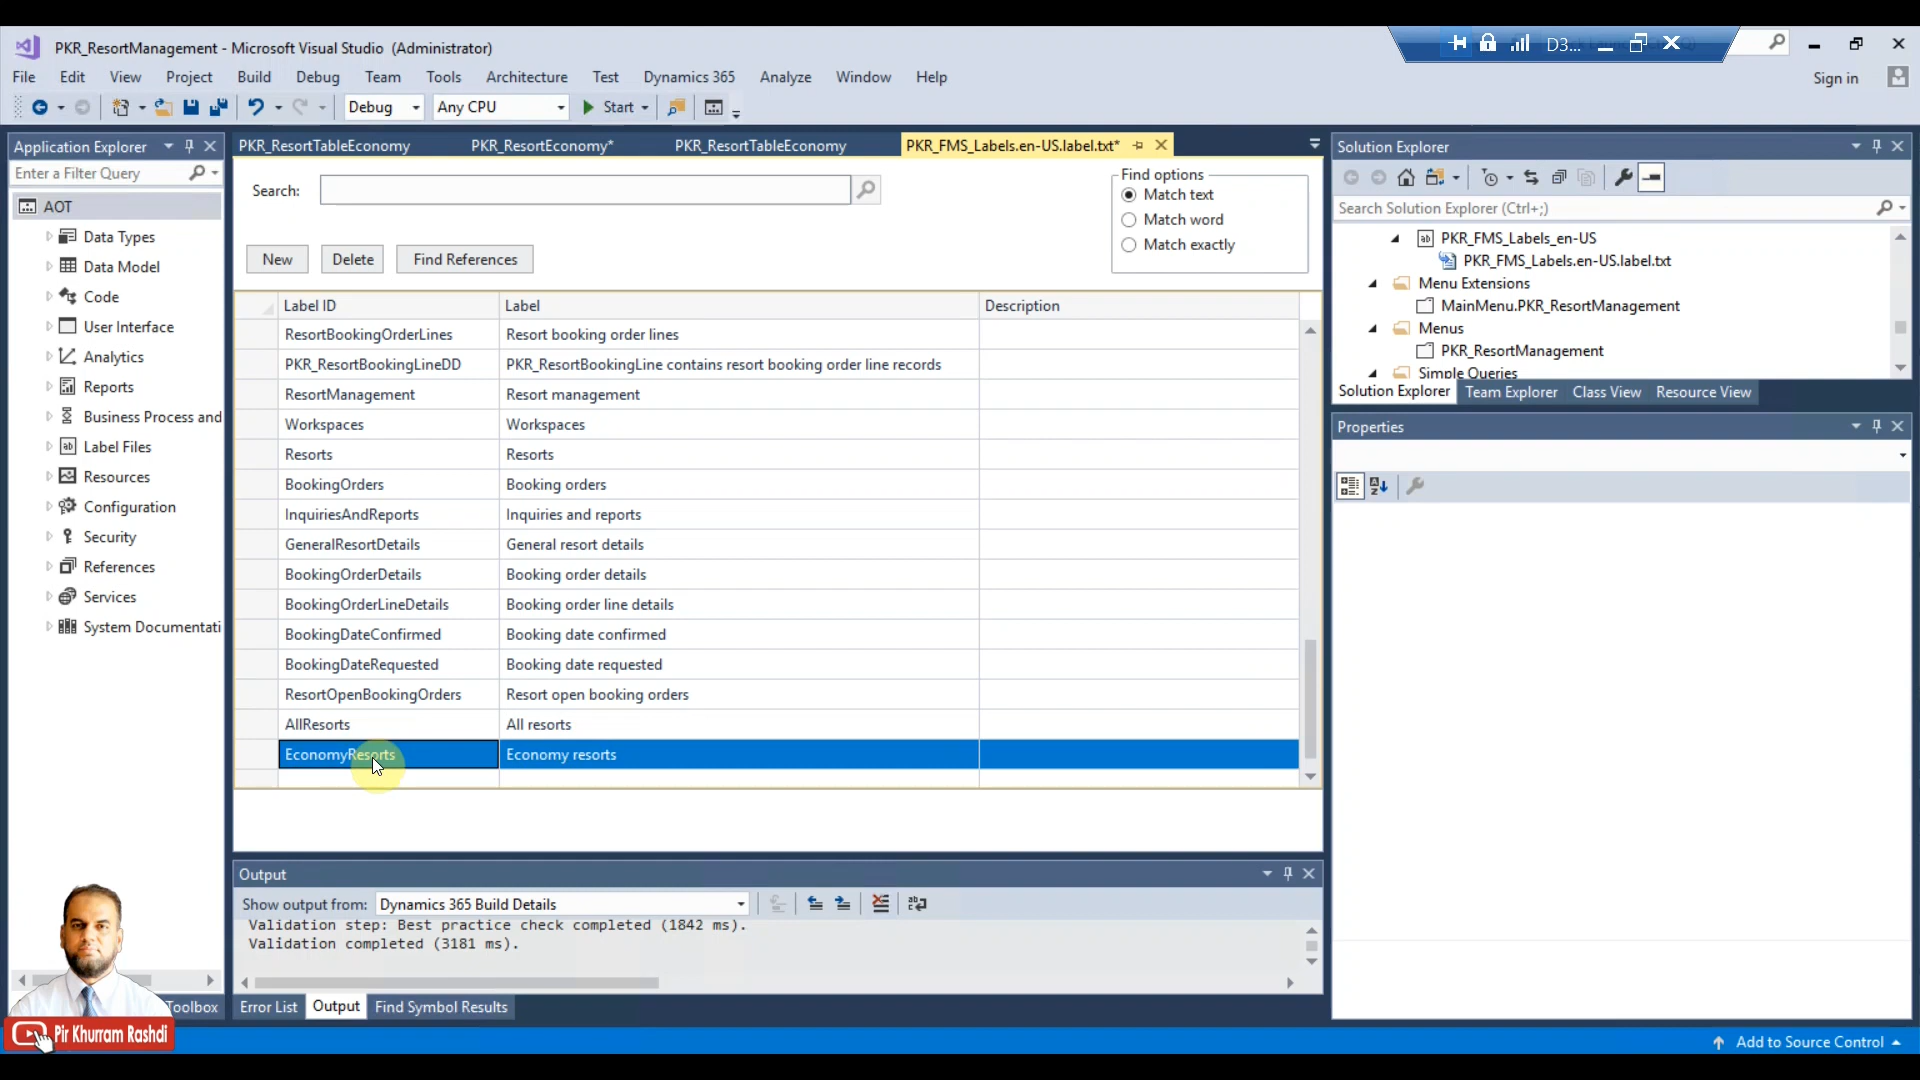 PKR_ResortManagement - Microsoft Visual Studio (Administrator)
D3...
File Edit View Project Build Debug Team Tools Architecture Test Dynamics 365 Analyze Window Help
Sign in
Debug Any CPU Start
Application Explorer
Enter a Filter Query
AOT
Data Types
Data Model
Code
User Interface
Analytics
Reports
Business Process and
Label Files
Resources
Configuration
Security
References
Services
System Documentati
Toolbox
PKR_ResortTableEconomy PKR_ResortEconomy* PKR_ResortTableEconomy PKR_FMS_Labels.en-US.label.txt*
Search:
Find options
Match text
Match word
Match exactly
New Delete Find References
Label ID Label Description
ResortBookingOrderLines Resort booking order lines
PKR_ResortBookingLineDD PKR_ResortBookingLine contains resort booking order line records
ResortManagement Resort management
Workspaces Workspaces
Resorts Resorts
BookingOrders Booking orders
InquiriesAndReports Inquiries and reports
GeneralResortDetails General resort details
BookingOrderDetails Booking order details
BookingOrderLineDetails Booking order line details
BookingDateConfirmed Booking date confirmed
BookingDateRequested Booking date requested
ResortOpenBookingOrders Resort open booking orders
AllResorts All resorts
EconomyResorts Economy resorts
Output
Show output from: Dynamics 365 Build Details
Validation step: Best practice check completed (1842 ms).
Validation completed (3181 ms).
Error List Output Find Symbol Results
Solution Explorer
Search Solution Explorer (Ctrl+;)
PKR_FMS_Labels_en-US
PKR_FMS_Labels.en-US.label.txt
Menu Extensions
MainMenu.PKR_ResortManagement
Menus
PKR_ResortManagement
Simple Queries
Solution Explorer Team Explorer Class View Resource View
Properties
Pir Khurram Rashdi
Add to Source Control